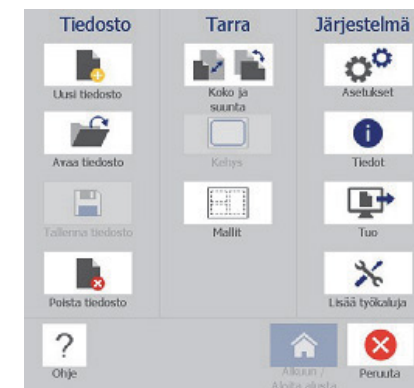 Tiedosto
Uusi tiedosto
Avaa tiedosto
Tallenna tiedosto
Poista tiedosto
Tarra
Koko ja
suunta
Kehys
Mallit
Järjestelmä
Asetukset
Tiedot
Tuo
Lisää työkaluja
?
Ohje
Alkuun /
Aloita alusta
Peruuta